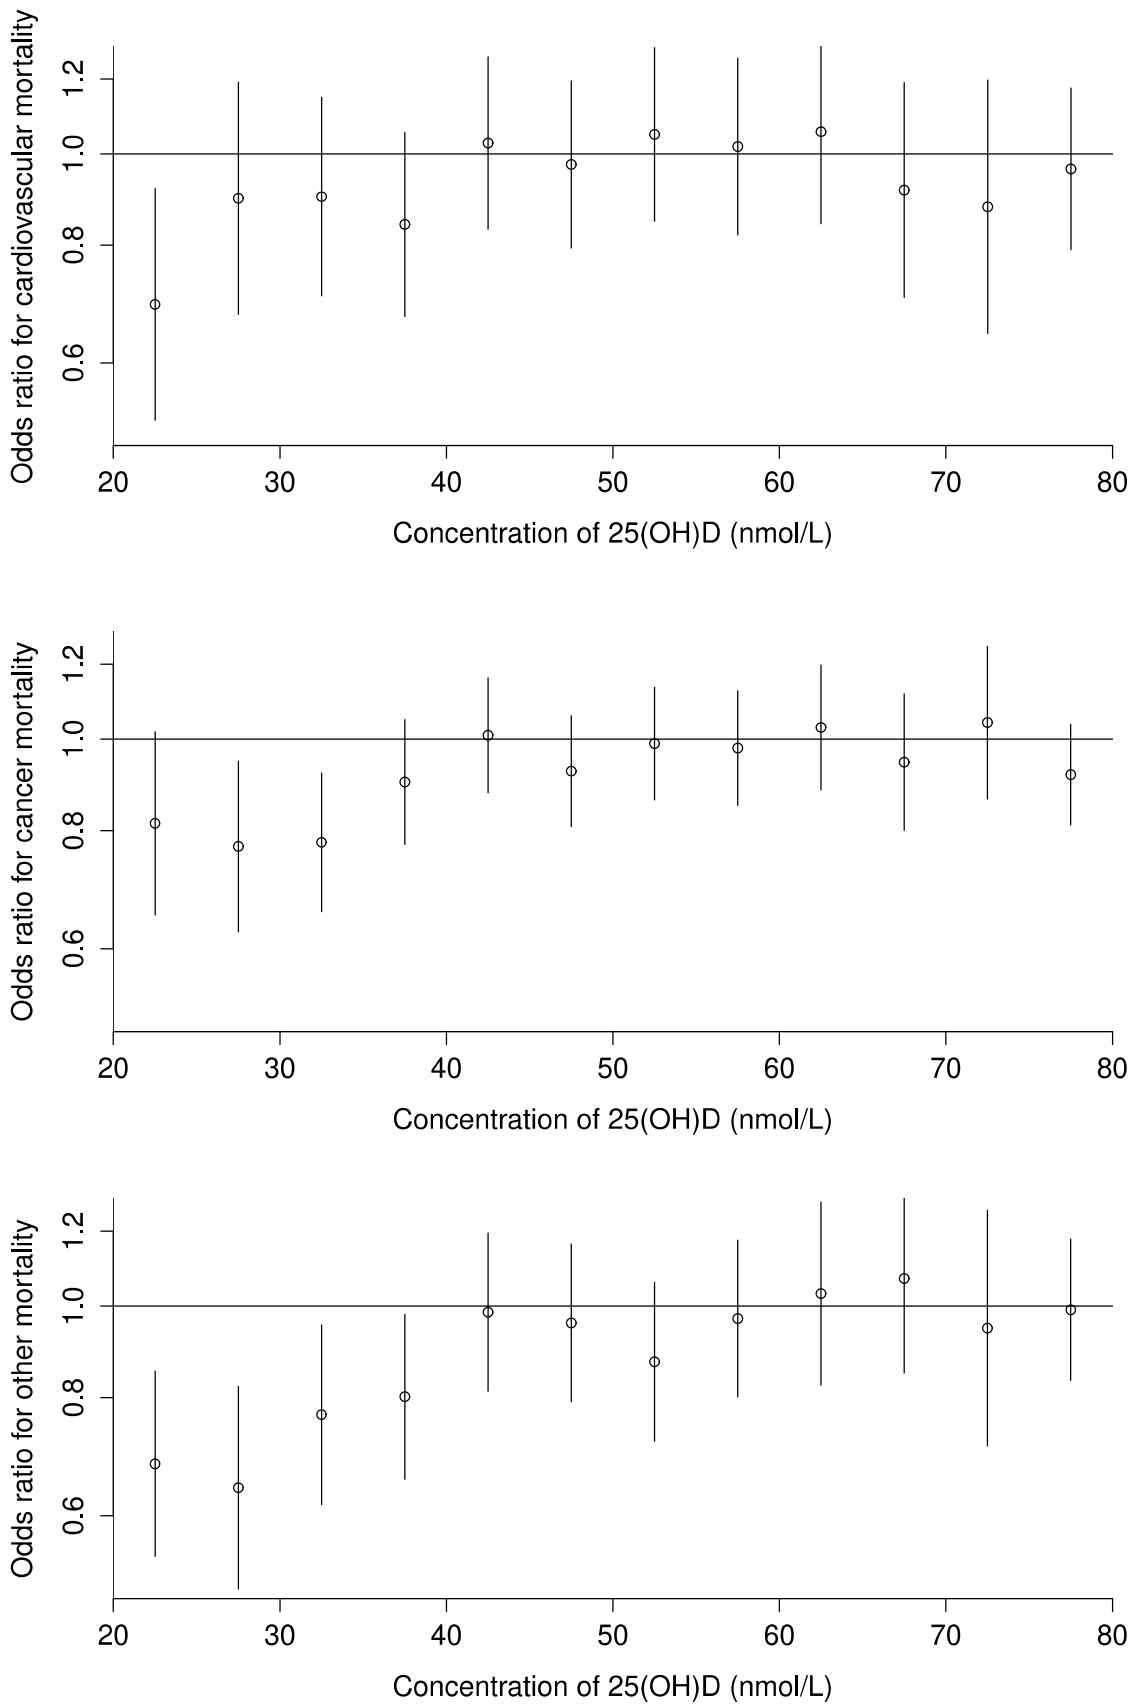 Odds ratio for cardiovascular mortality
1.2
1.0
0.8
0.6
20 30 40 50 60 70 80
Concentration of 25(OH)D (nmol/L)
Odds ratio for cancer mortality
1.2
1.0
0.8
0.6
20 30 40 50 60 70 80
Concentration of 25(OH)D (nmol/L)
Odds ratio for other mortality
1.2
1.0
0.8
0.6
20 30 40 50 60 70 80
Concentration of 25(OH)D (nmol/L)